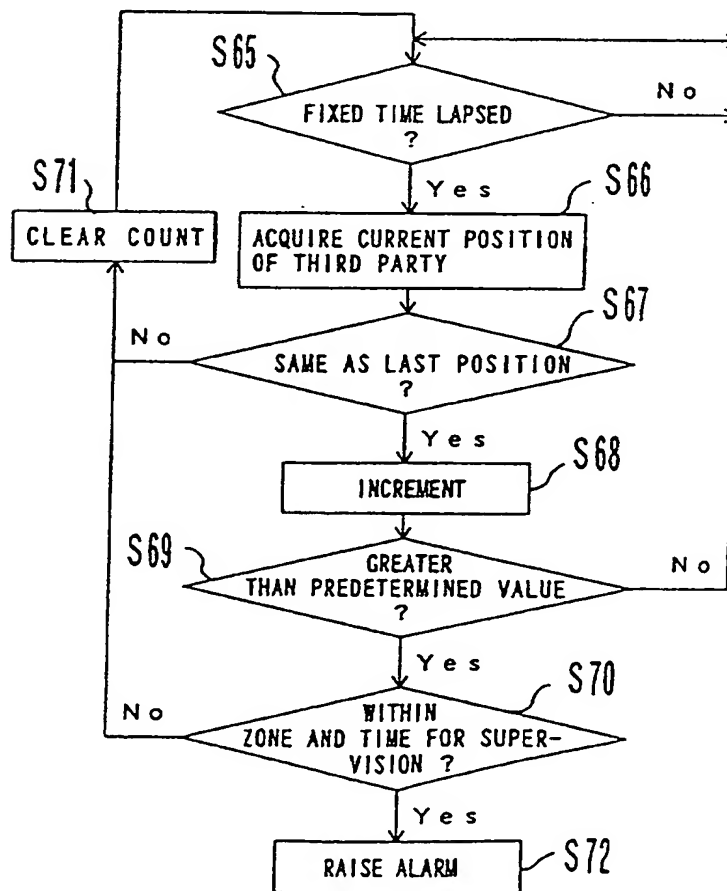 S65
FIXED TIME LAPSED
?
No
Yes
S71
CLEAR COUNT
S66
ACQUIRE CURRENT POSITION
OF THIRD PARTY
S67
No
SAME AS LAST POSITION
?
Yes
S68
INCREMENT
S69
GREATER
THAN PREDETERMINED VALUE
?
No
Yes
S70
No
WITHIN
ZONE AND TIME FOR SUPER-
VISION ?
Yes
S72
RAISE ALARM